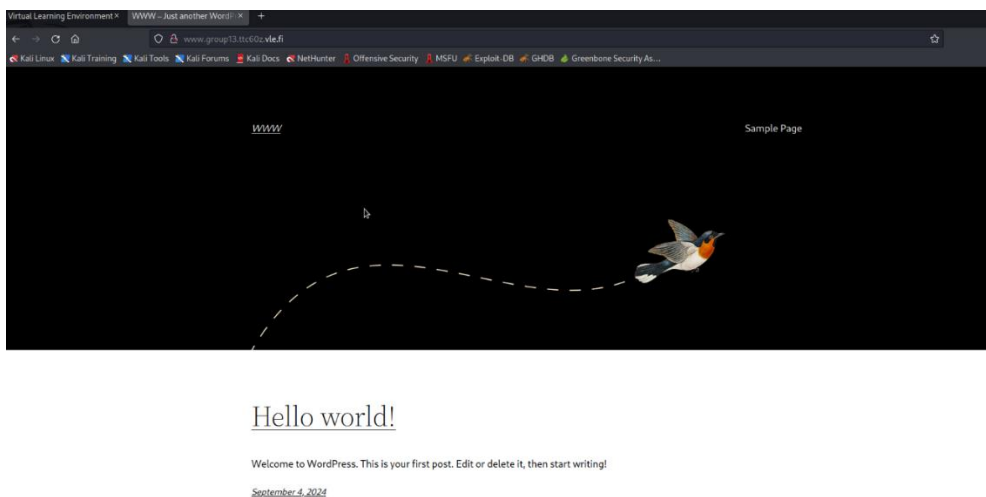 Virtual Learning Environment
WWW – Just another WordP
www.group13.ttc60z.vle.fi
Kali Linux Kali Training Kali Tools Kali Forums Kali Docs NetHunter Offensive Security MSFU Exploit-DB GHDB Greenbone Security As...
WWW Sample Page
Hello world!
Welcome to WordPress. This is your first post. Edit or delete it, then start writing!
September 4, 2024